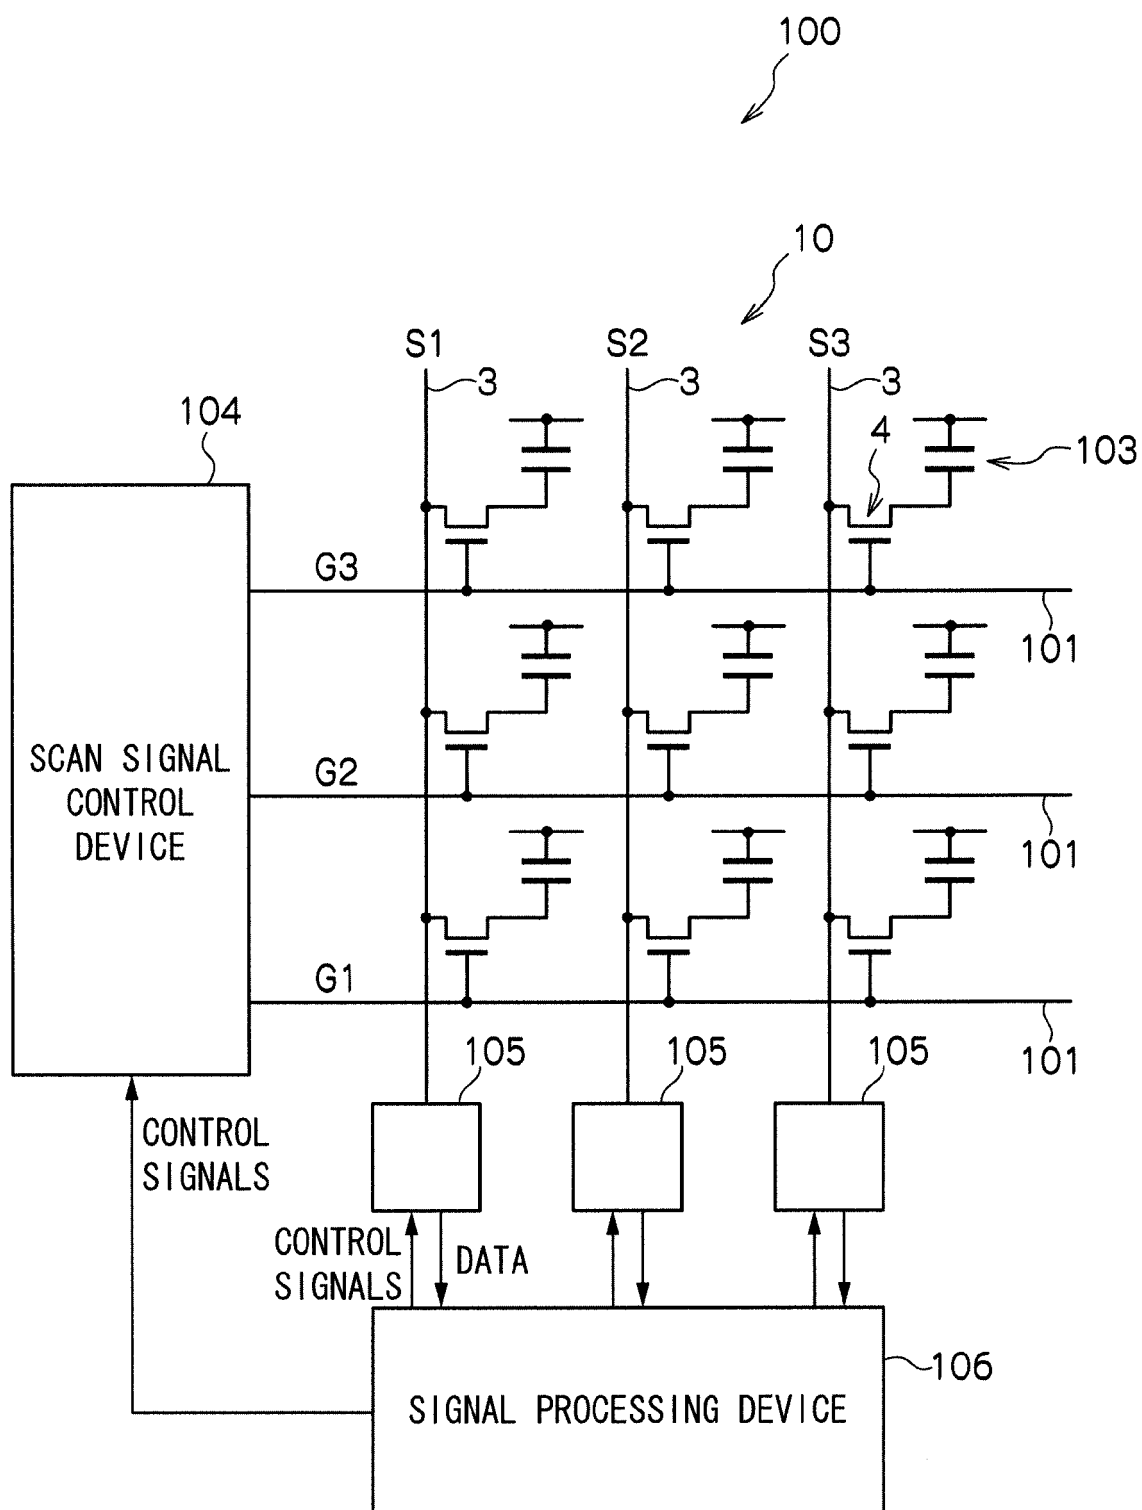 100
10
S1 S2 S3
3 3 3
104
4
103
G3
101
SCAN SIGNAL
CONTROL
DEVICE
G2
101
G1
101
105 105 105
CONTROL
SIGNALS
CONTROL
SIGNALS
DATA
106
SIGNAL PROCESSING DEVICE